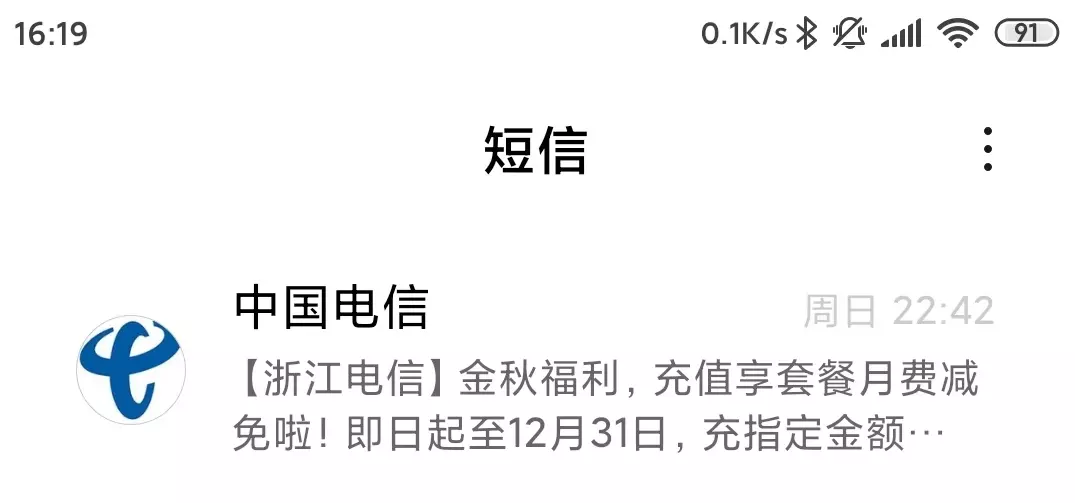 16:19 0.1K/s 91
短信
中国电信 周日 22:42
【浙江电信】金秋福利，充值享套餐月费减
免啦！即日起至12月31日，充指定金额…